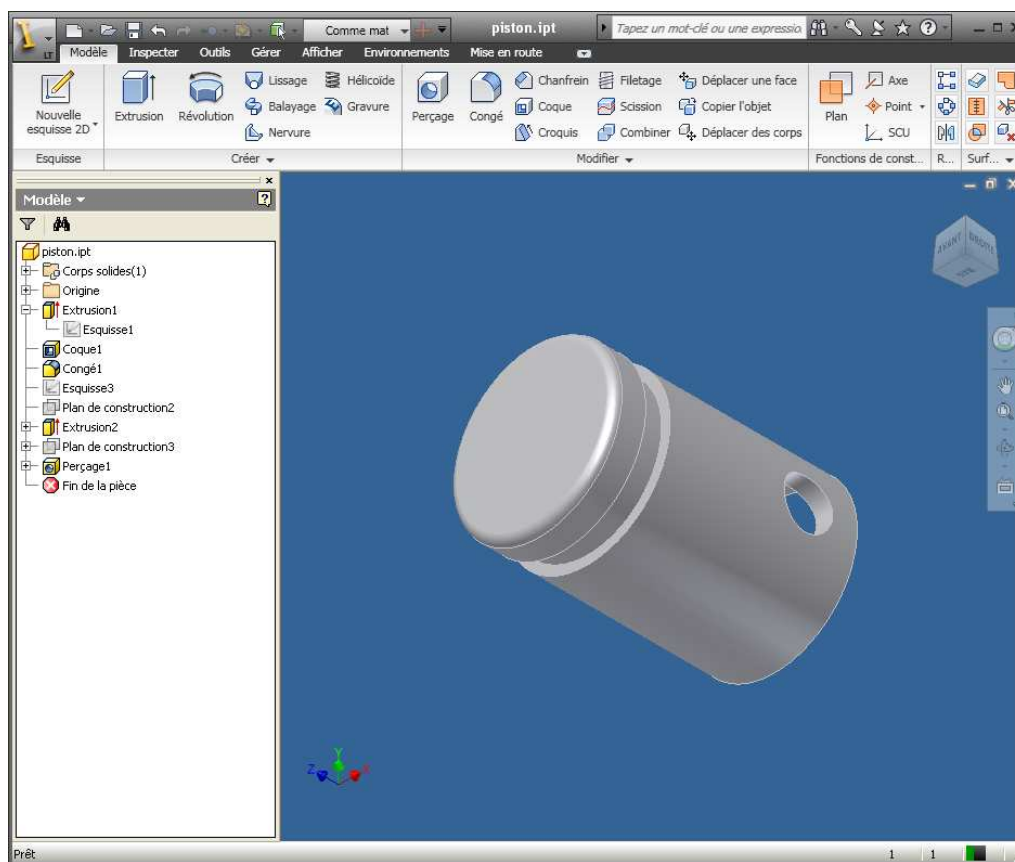 Comme mat piston.ipt Tapez un mot-clé ou une expressio
LT Modèle Inspecter Outils Gérer Afficher Environnements Mise en route
Nouvelle esquisse 2D
Extrusion
Révolution
Lissage
Hélicoïde
Balayage
Gravure
Nervure
Perçage
Congé
Chanfrein
Filetage
Déplacer une face
Coque
Scission
Copier l'objet
Croquis
Combiner
Déplacer des corps
Plan
Axe
Point
SCU
Esquisse Créer Modifier Fonctions de const... R... Surf...
Modèle
piston.ipt
Corps solides(1)
Origine
Extrusion1
Esquisse1
Coque1
Congé1
Esquisse3
Plan de construction2
Extrusion2
Plan de construction3
Perçage1
Fin de la pièce
AVANT
Y
Z X
Prêt 1 1